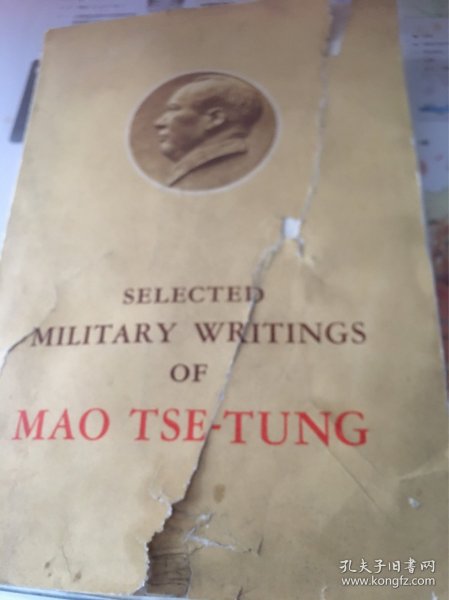 SELECTED
MILITARY WRITINGS
OF
MAO TSE-TUNG
孔夫子旧书网
www.kongfz.com